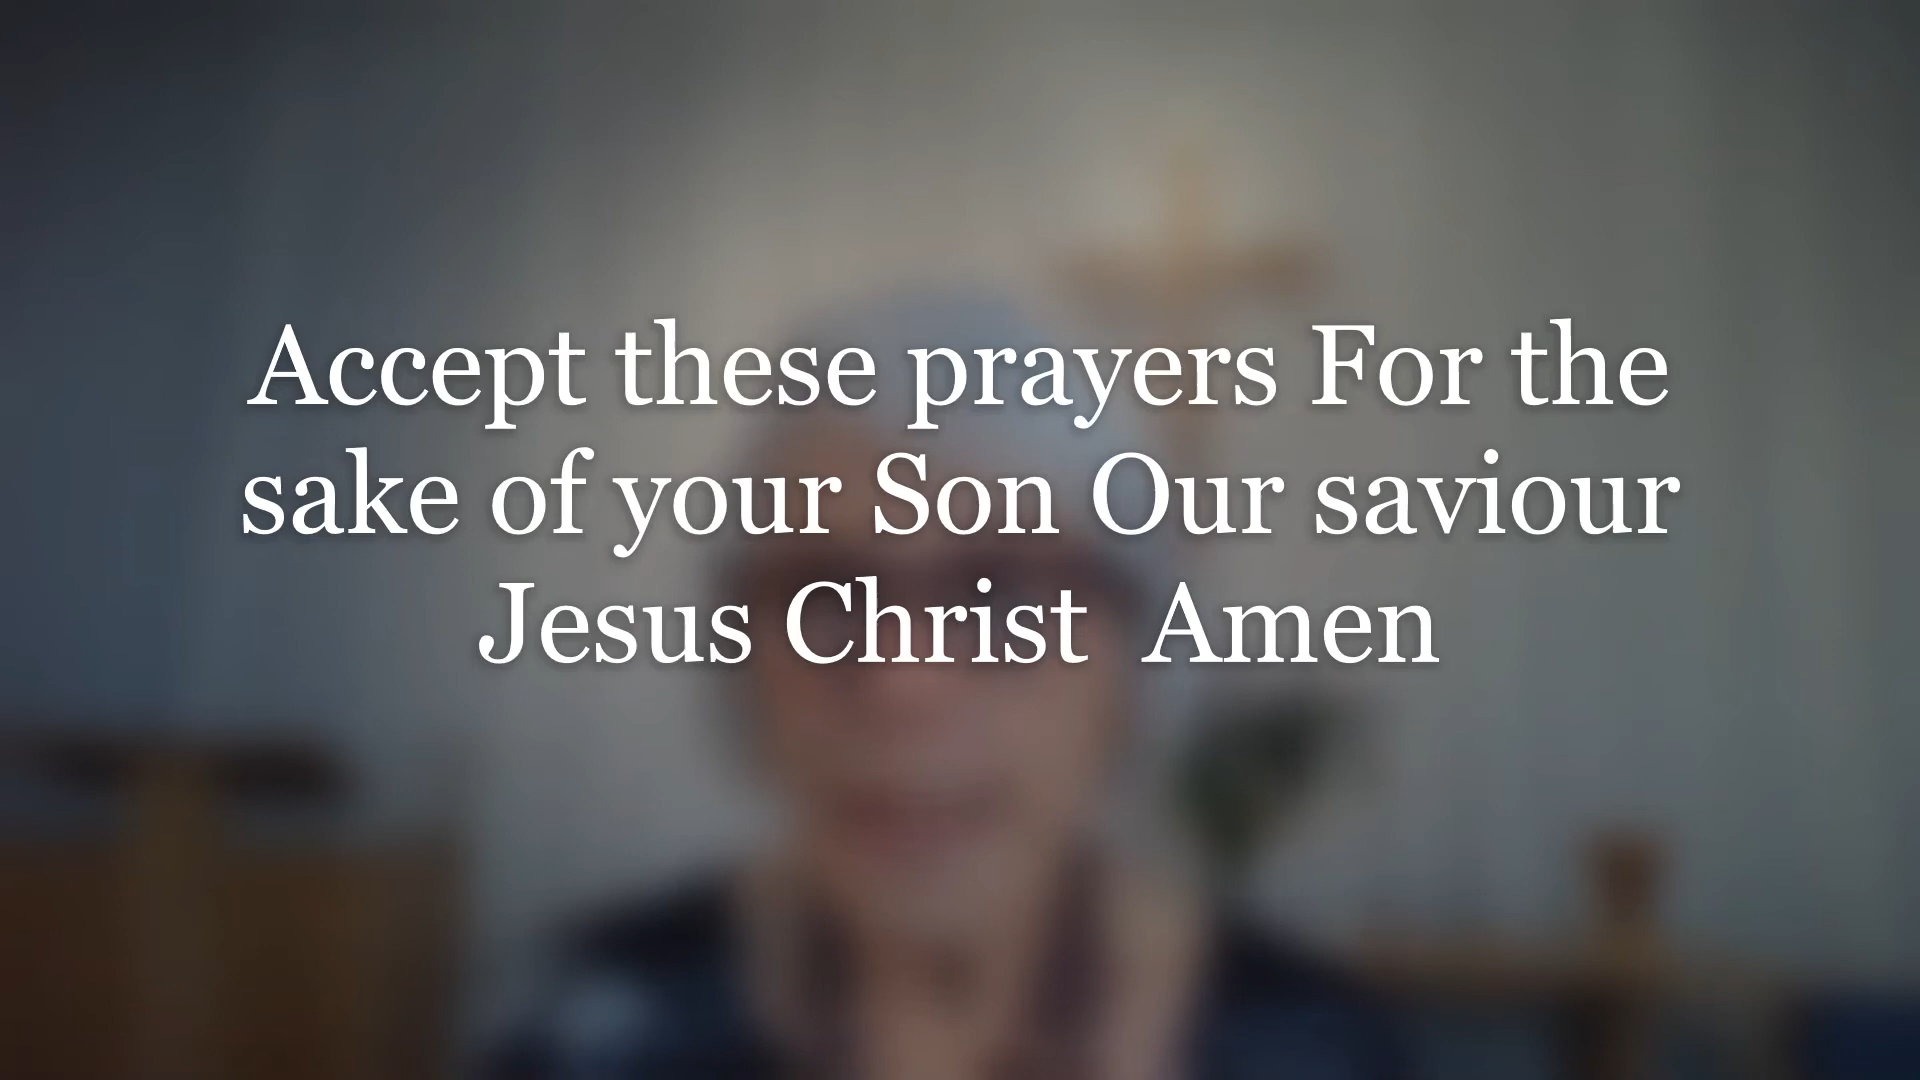 Accept these prayers For the
sake of your Son Our saviour
Jesus Christ  Amen